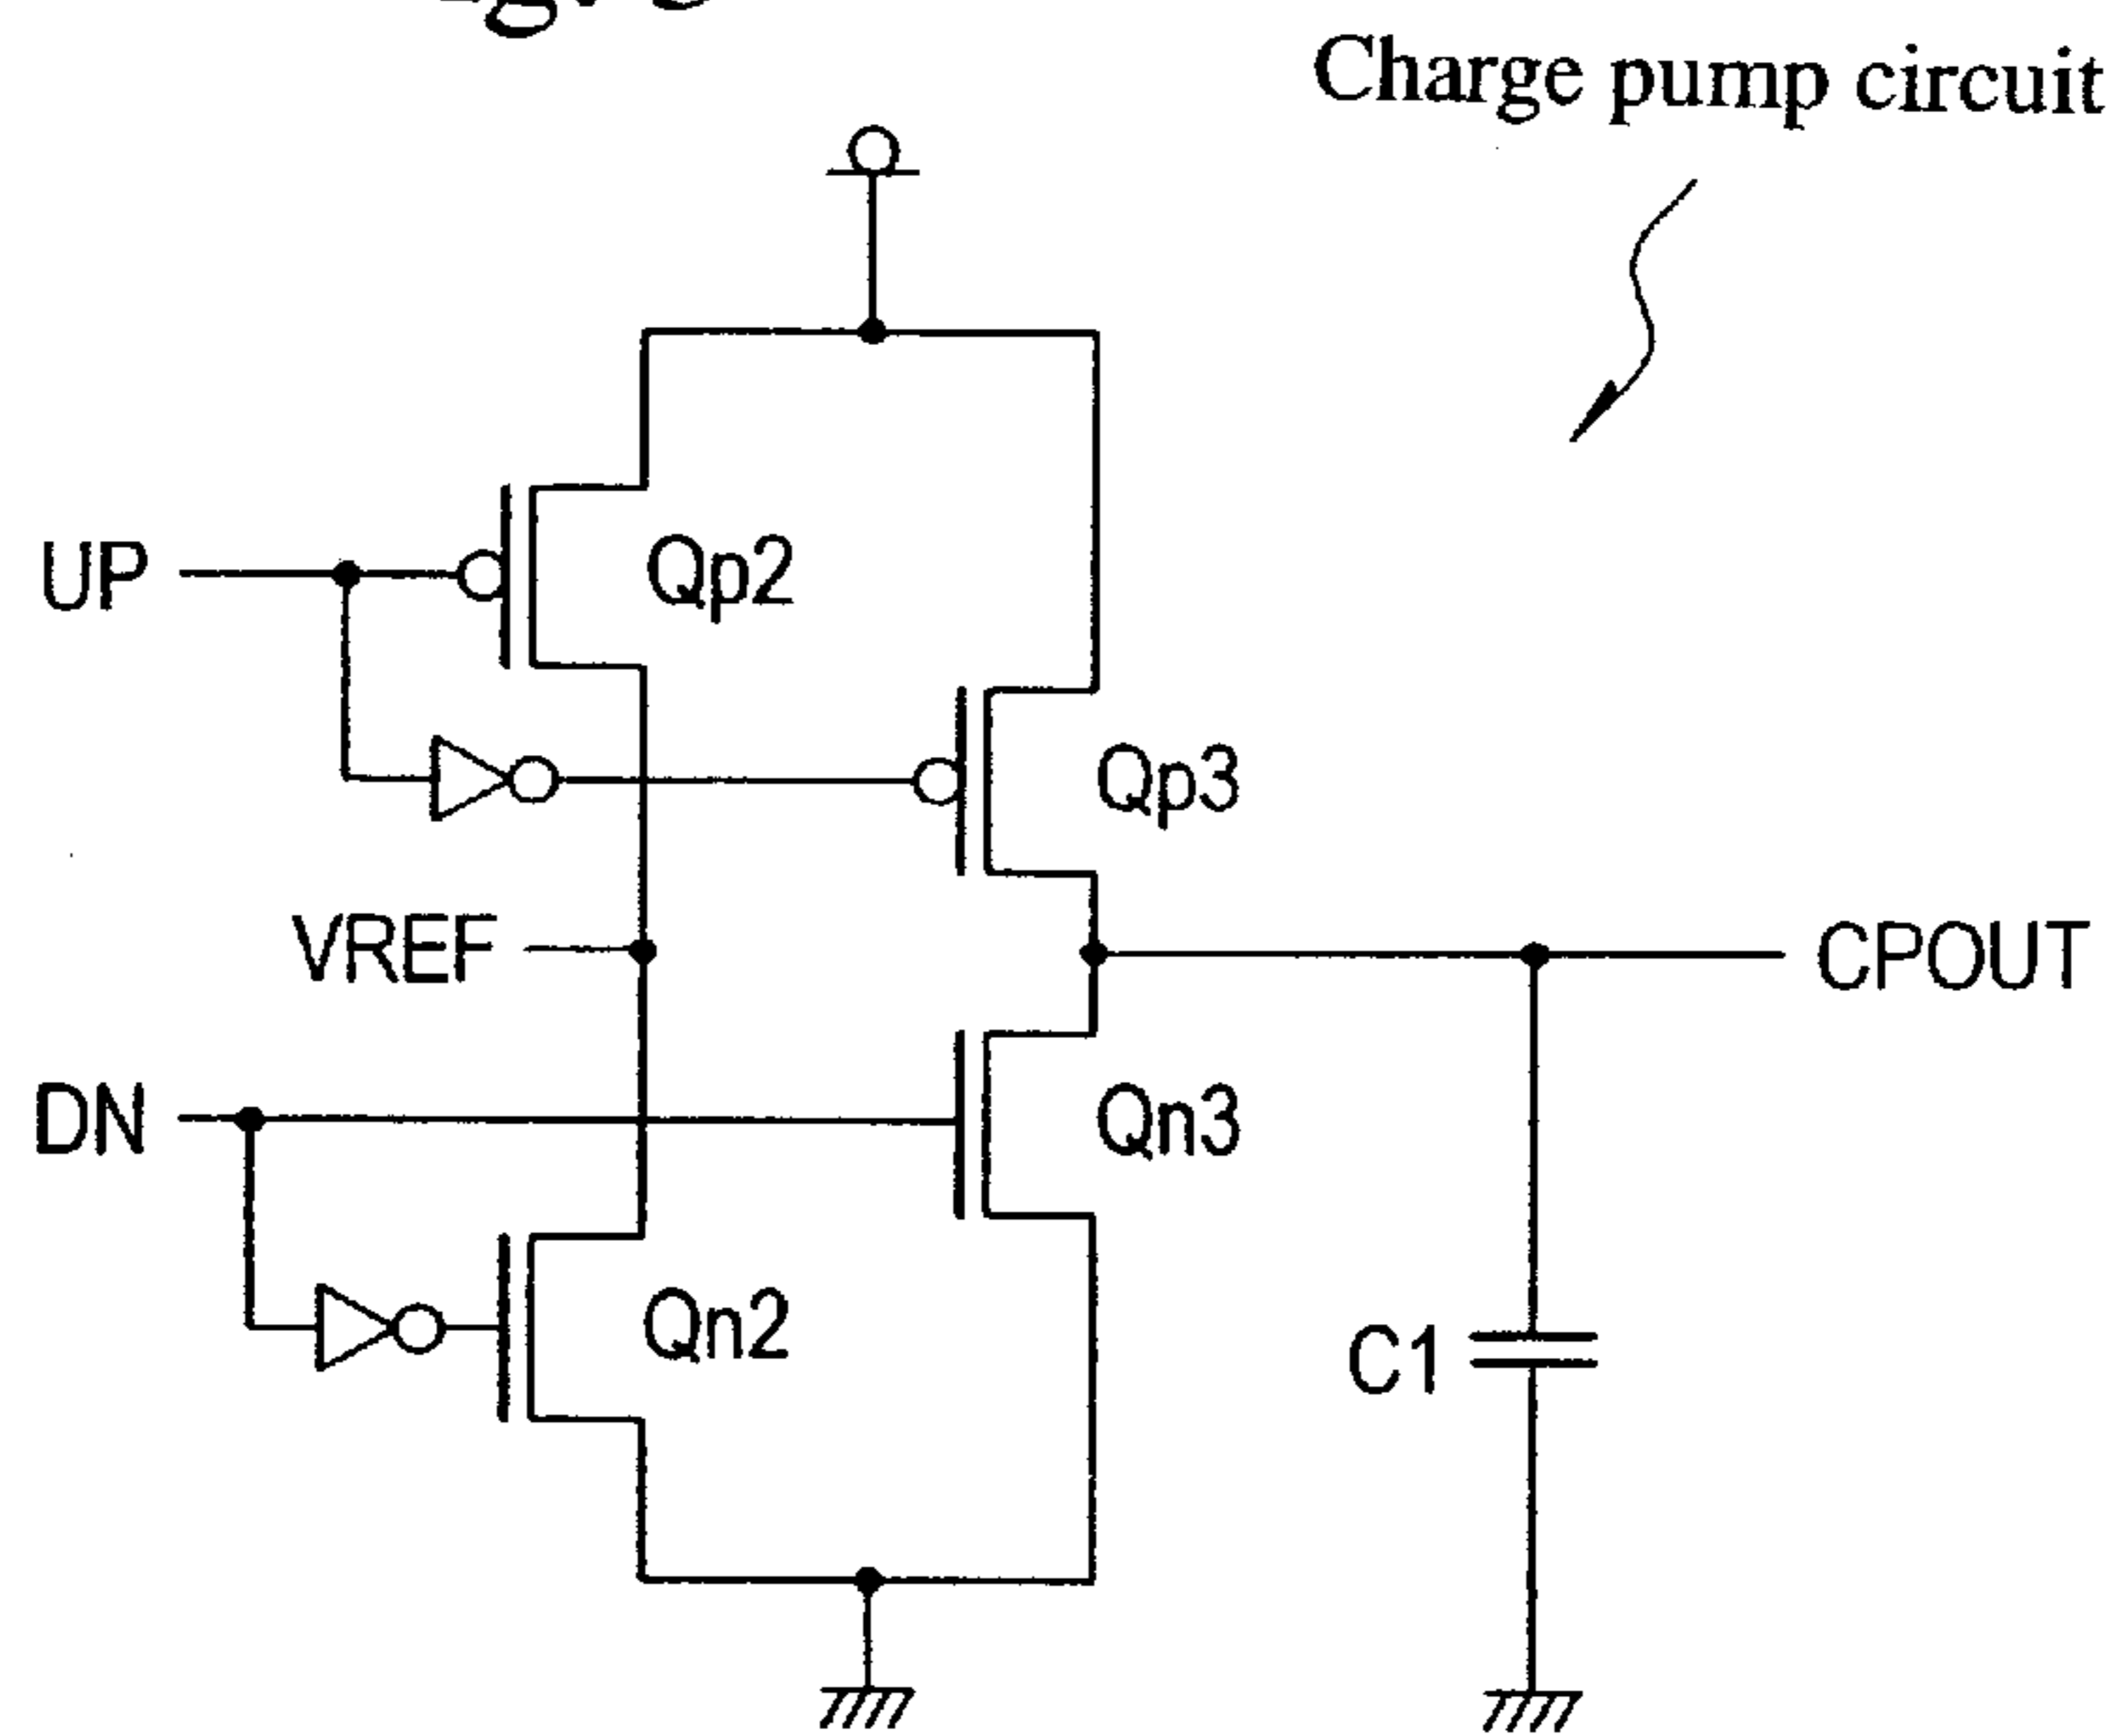 Charge pump circuit
UP
Qp2
Qp3
VREF
CPOUT
DN
Qn3
Qn2
C1